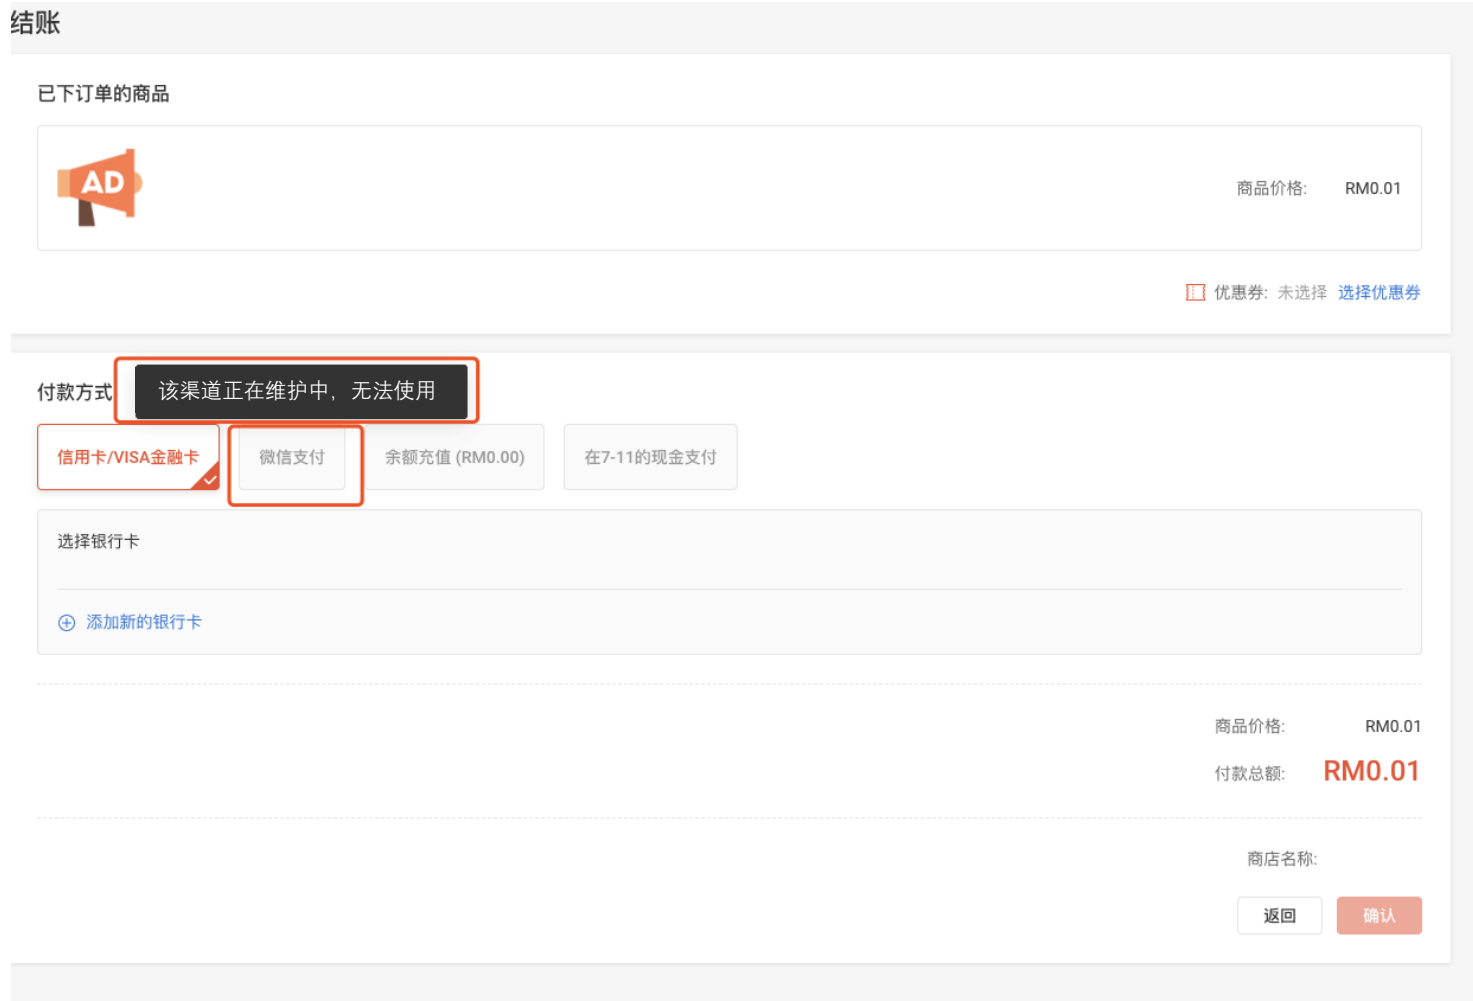 结账
已下订单的商品
AD
商品价格: RM0.01
优惠券: 未选择 选择优惠券
付款方式
该渠道正在维护中，无法使用
信用卡/VISA金融卡 微信支付 余额充值 (RM0.00) 在7-11的现金支付
选择银行卡
添加新的银行卡
商品价格: RM0.01
付款总额: RM0.01
商店名称:
返回 确认